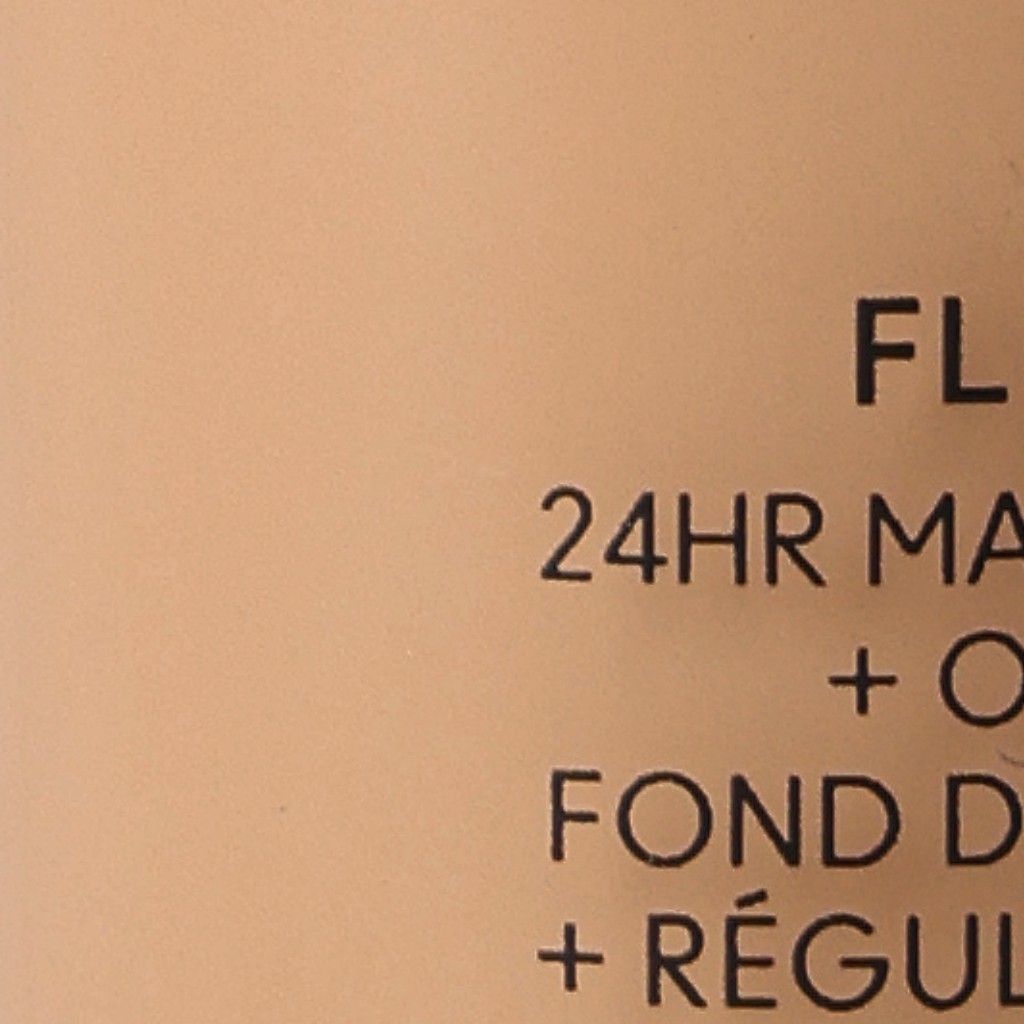 FL
24HR MA
+ O
FOND D
+ RÉGUL